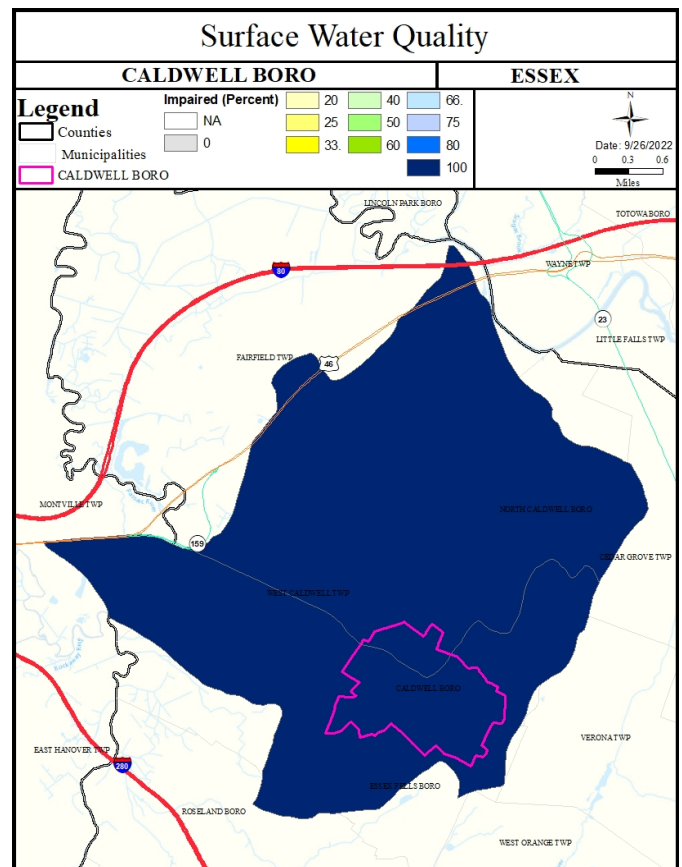 Surface Water Quality
CALDWELL BORO
ESSEX
Legend
Counties
Municipalities
CALDWELL BORO
Impaired (Percent)
NA
0
20
25
33.
40
50
60
66.
75
80
100
N
Date: 9/26/2022
0 0.3 0.6
Miles
LINCOLN PARK BORO
TOTOWA BORO
WAYNE TWP
80
23
LITTLE FALLS TWP
FAIRFIELD TWP
46
MONTVILLE TWP
NORTH CALDWELL BORO
159
CEDAR GROVE TWP
WEST CALDWELL TWP
CALDWELL BORO
VERONA TWP
EAST HANOVER TWP
280
ESSEX FELLS BORO
ROSELAND BORO
WEST ORANGE TWP